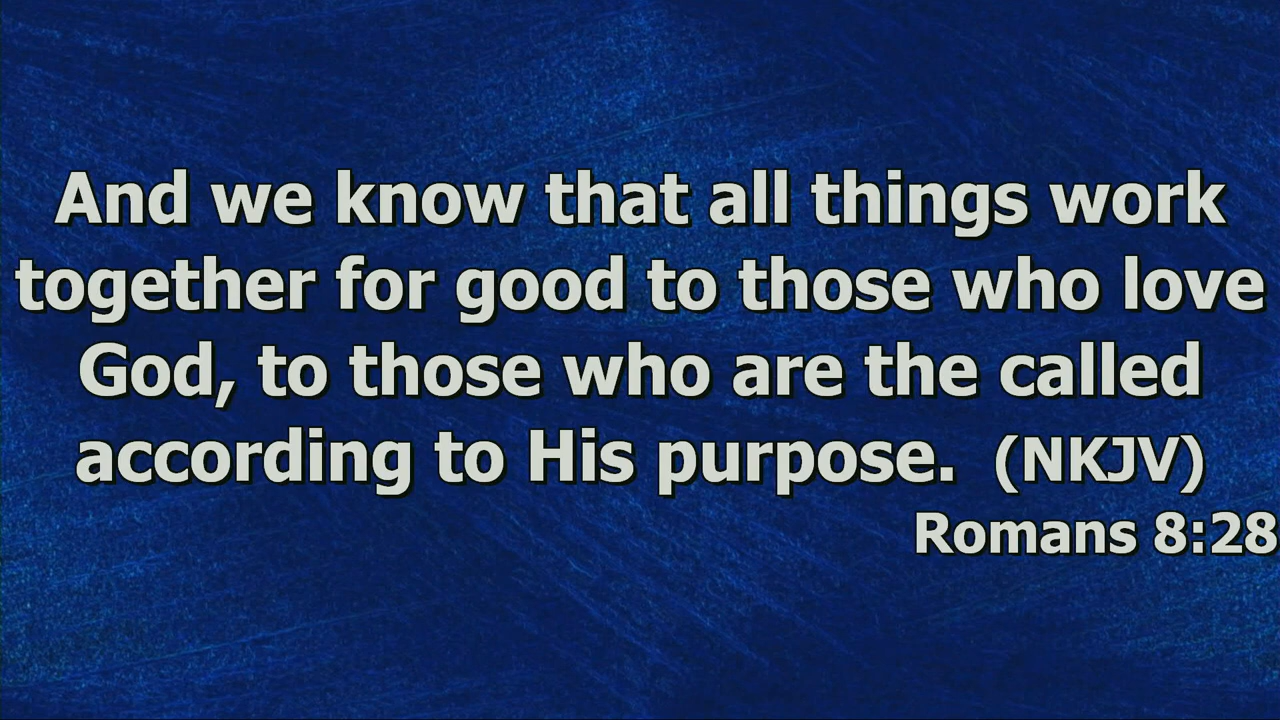 And we know that all things work
together for good to those who love
God, to those who are the called
according to His purpose. (NKJV)
Romans 8:28